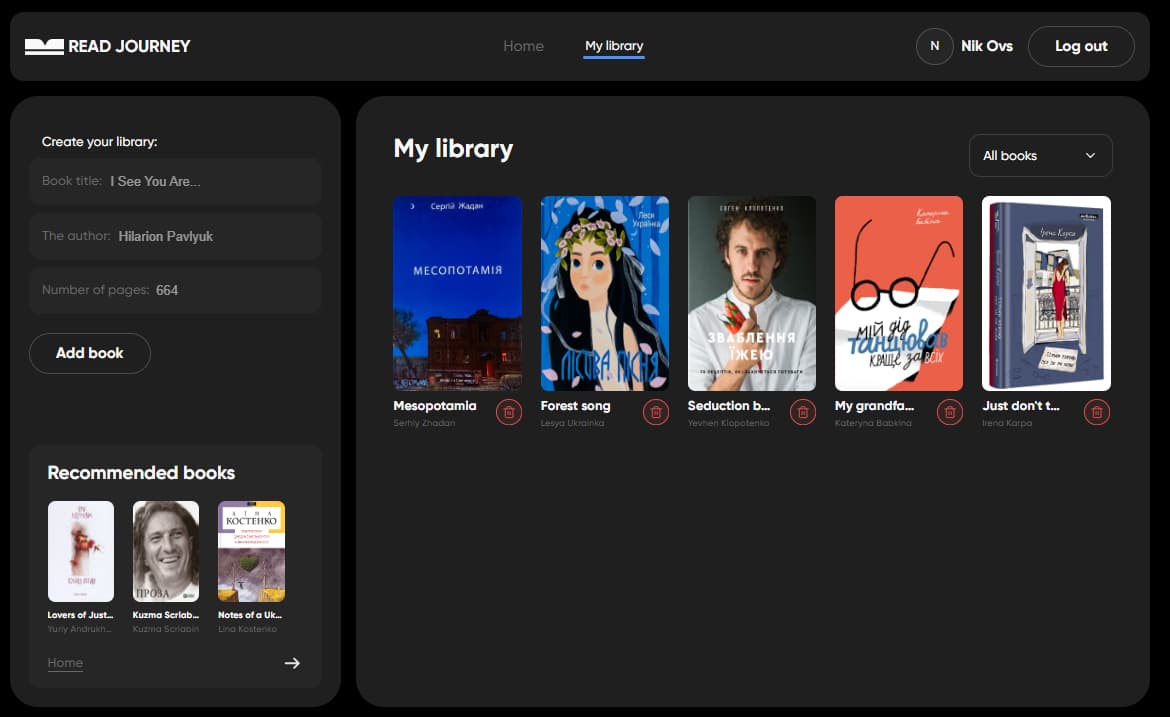 READ JOURNEY
Home
My library
N
Nik Ovs
Log out
Create your library:
Book title: I See You Are...
The author: Hilarion Pavlyuk
Number of pages: 664
Add book
Recommended books
КОСТЕНКО
ПРОЗА
Lovers of Just...
Kuzma Scriab...
Notes of a Uk...
Yuriy Andrukh...
Kuzma Scriabin
Lina Kostenko
Home
My library
All books
Сергій Жадан
МЕСОПОТАМІЯ
Леся
Українка
ЛІСОВА ПІСНЯ
ЄВГЕН КЛОПОТЕНКО
ЗВАБЛЕННЯ
ЇЖЕЮ
Катерина
Бабкіна
МІЙ дід
танцював
КРАЩЕ за ВСІХ
Ірена Карпа
Mesopotamia
Forest song
Seduction b...
My grandfa...
Just don't t...
Serhiy Zhadan
Lesya Ukrainka
Yevhen Klopotenko
Kateryna Babkina
Irena Karpa